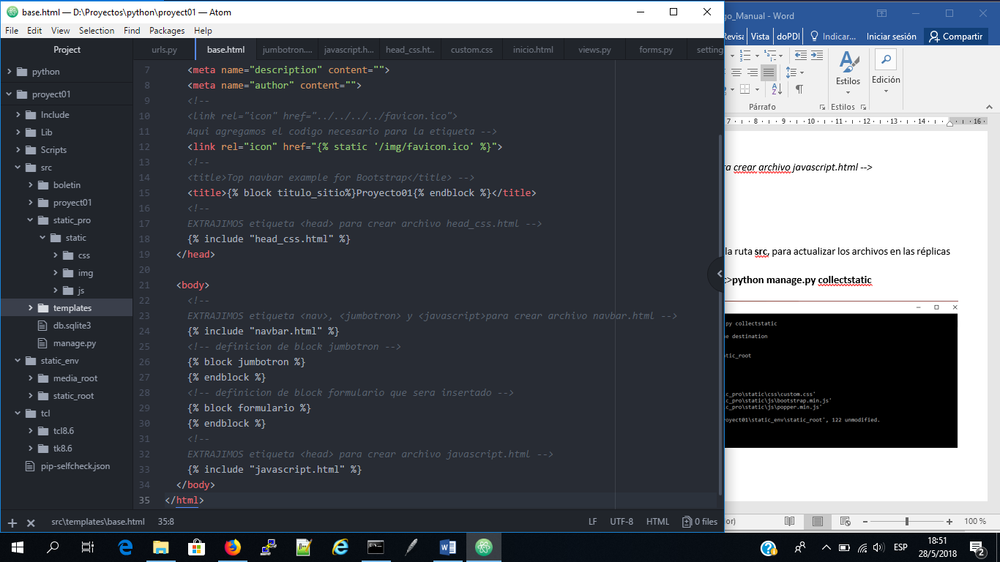 base.html — D:\Proyectos\python\proyect01 — Atom
File Edit View Selection Find Packages Help
Project
python
proyect01
Include
Lib
Scripts
src
boletin
proyect01
static_pro
static
css
img
js
templates
db.sqlite3
manage.py
static_env
media_root
static_root
tcl
tcl8.6
tk8.6
pip-selfcheck.json
urls.py base.html jumbotron.... javascript.h... head_css.ht.. custom.css inicio.html views.py forms.py setting
7 <meta name="description" content="">
8 <meta name="author" content="">
9 <!--
10 <link rel="icon" href="../../../../favicon.ico">
11 Aqui agregamos el codigo necesario para la etiqueta -->
12 <link rel="icon" href="{% static '/img/favicon.ico' %}">
13 <!--
14 <title>Top navbar example for Bootstrap</title> -->
15 <title>{% block titulo_sitio%}Proyecto01{% endblock %}</title>
16 <!--
17 EXTRAJIMOS etiqueta <head> para crear archivo head_css.html -->
18 {% include "head_css.html" %}
19 </head>
20
21 <body>
22 <!--
23 EXTRAJIMOS etiqueta <nav>, <jumbotron> y <javascript>para crear archivo navbar.html -->
24 {% include "navbar.html" %}
25 <!-- definicion de block jumbotron -->
26 {% block jumbotron %}
27 {% endblock %}
28 <!-- definicion de block formulario que sera insertado -->
29 {% block formulario %}
30 {% endblock %}
31 <!--
32 EXTRAJIMOS etiqueta <head> para crear archivo javascript.html -->
33 {% include "javascript.html" %}
34 </body>
35 </html>
src\templates\base.html 35:8 LF UTF-8 HTML 0 files
go_Manual - Word
Revisa Vista doPDI Indicar... Iniciar sesión Compartir
Estilos Edición
Párrafo Estilos
7 8 9 10 11 12 13 14 16
ra crear archivo javascript.html -->
la ruta src, para actualizar los archivos en las réplicas
c>python manage.py collectstatic
py collectstatic
e destination
tic_root
c_pro\static\css\custom.css'
c_pro\static\js\bootstrap.min.js'
c_pro\static\js\popper.min.js'
royect01\static_env\static_root', 122 unmodified.
or) 100 %
ESP
18:51
28/5/2018
2